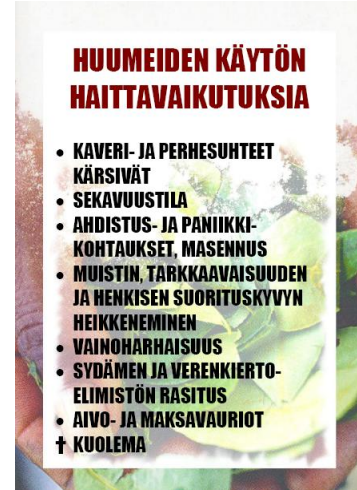 HUUMEIDEN KÄYTÖN
HAITTAVAIKUTUKSIA
• KAVERI- JA PERHESUHTEET
KÄRSIVÄT
• SEKAVUUSTILA
• AHDISTUS- JA PANIIKKI-
KOHTAUKSET, MASENNUS
• MUISTIN, TARKKAAVAISUUDEN
JA HENKISEN SUORITUSKYVYN
HEIKKENEMINEN
• VAINOHARHAISUUS
• SYDÄMEN JA VERENKIERTO-
ELIMISTÖN RASITUS
• AIVO- JA MAKSAVAURIOT
† KUOLEMA